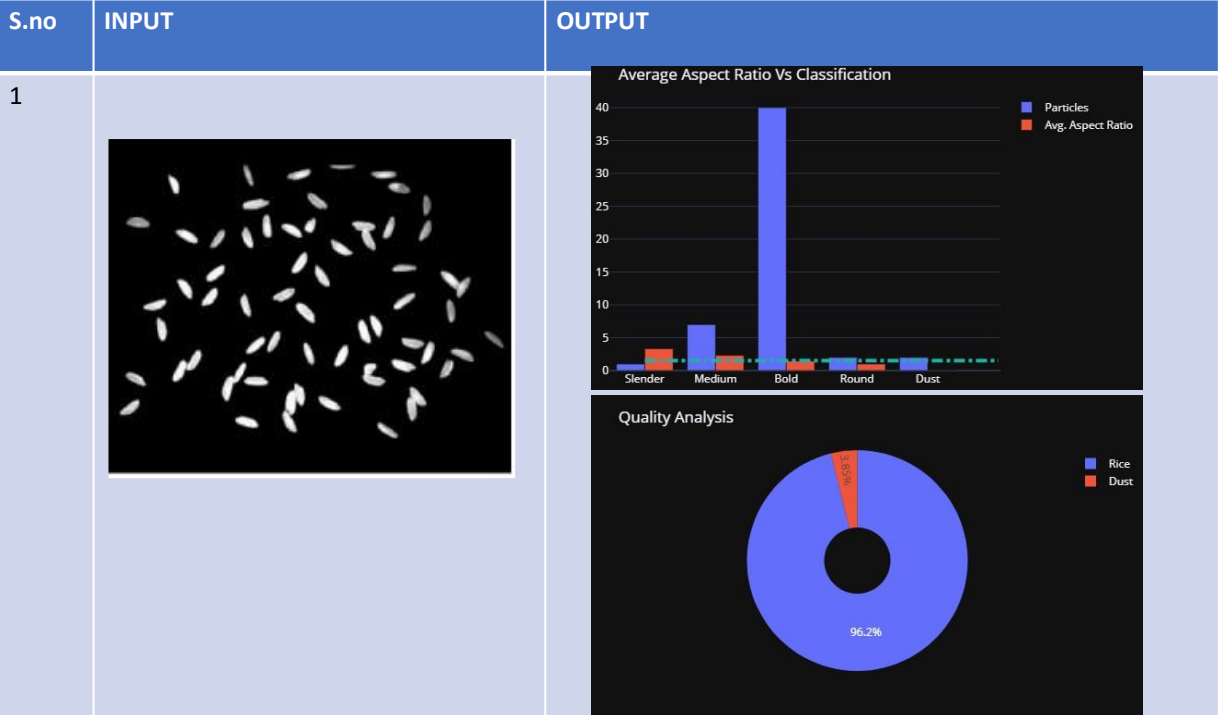 S.no INPUT OUTPUT
1
Average Aspect Ratio Vs Classification
40
35
30
25
20
15
10
5
0
Slender Medium Bold Round Dust
Particles
Avg. Aspect Ratio
Quality Analysis
3.85%
96.2%
Rice
Dust